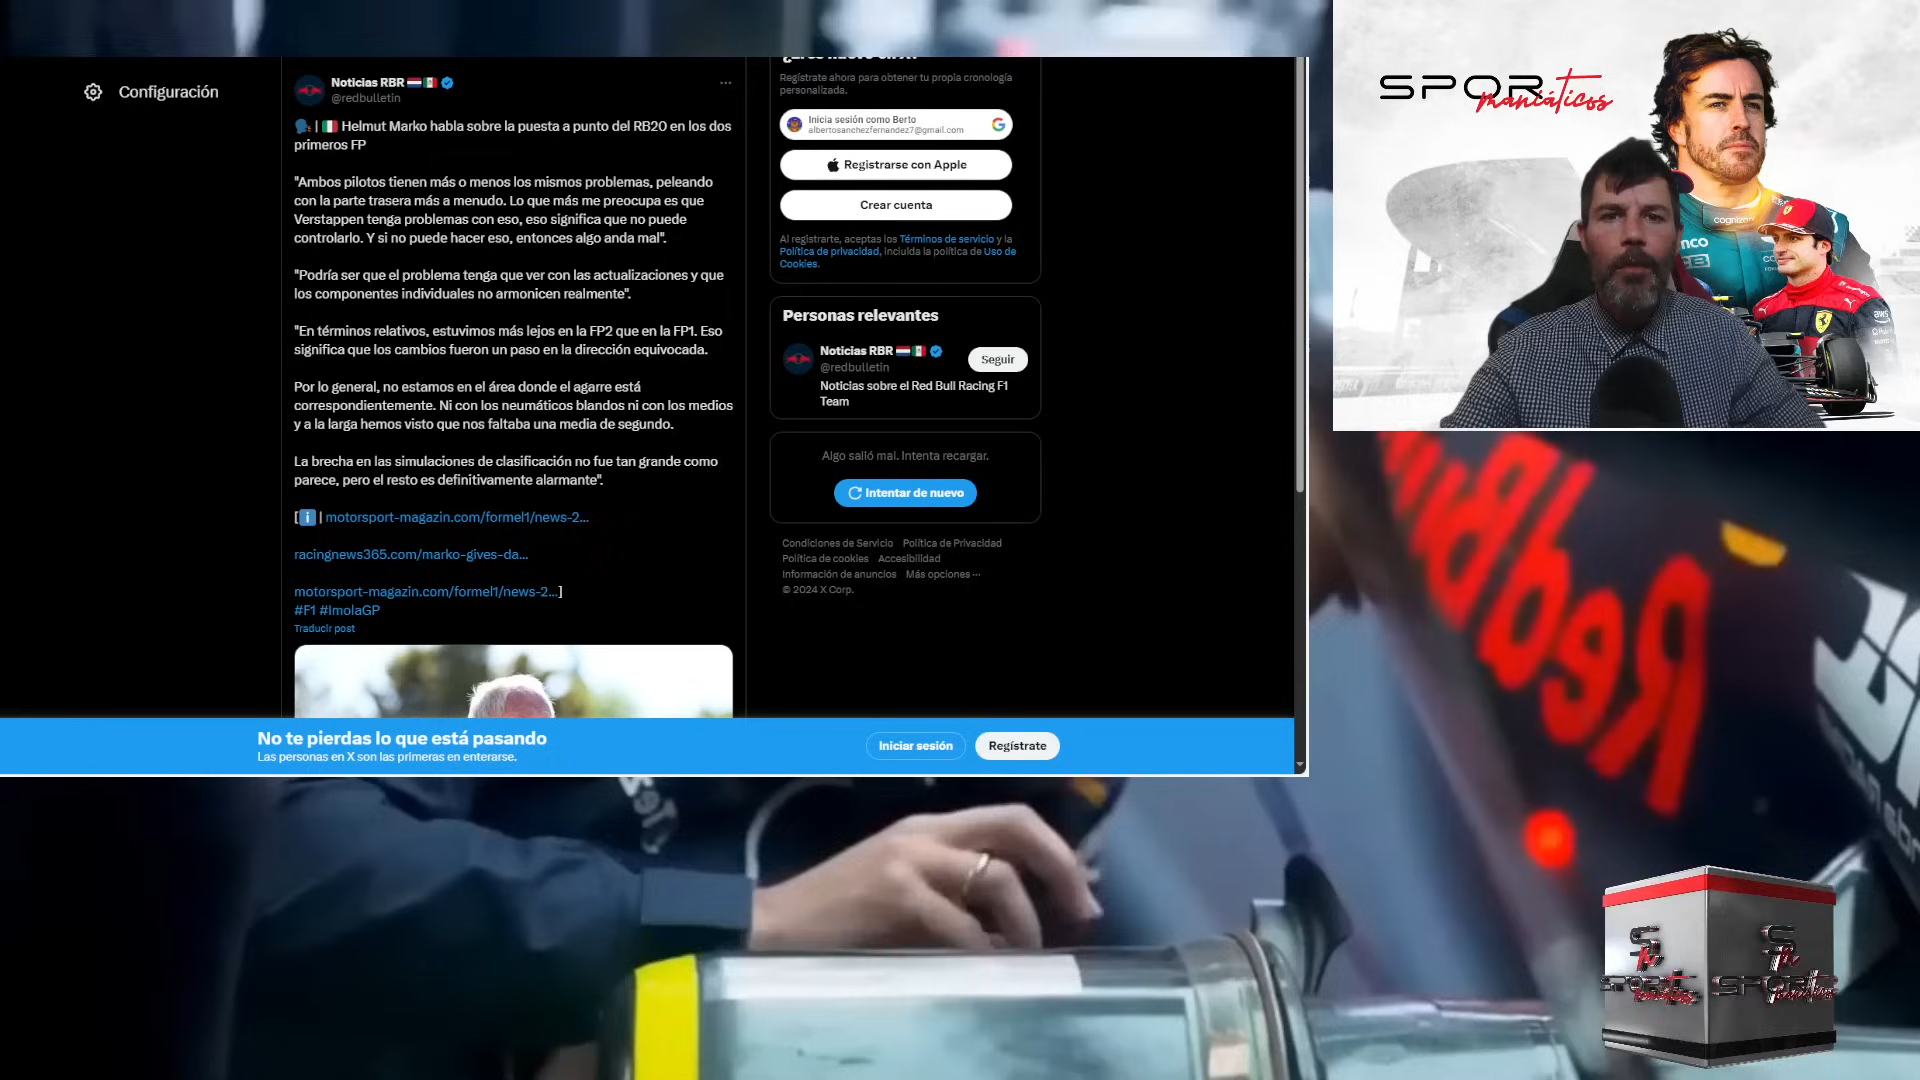 Configuración
Noticias RBR
@redbulletin
| Helmut Marko habla sobre la puesta a punto del RB20 en los dos
primeros FP
"Ambos pilotos tienen más o menos los mismos problemas, peleando
con la parte trasera más a menudo. Lo que más me preocupa es que
Verstappen tenga problemas con eso, eso significa que no puede
controlarlo. Y si no puede hacer eso, entonces algo anda mal".
"Podría ser que el problema tenga que ver con las actualizaciones y que
los componentes individuales no armonicen realmente".
"En términos relativos, estuvimos más lejos en la FP2 que en la FP1. Eso
significa que los cambios fueron un paso en la dirección equivocada.
Por lo general, no estamos en el área donde el agarre está
correspondientemente. Ni con los neumáticos blandos ni con los medios
y a la larga hemos visto que nos faltaba una media de segundo.
La brecha en las simulaciones de clasificación no fue tan grande como
parece, pero el resto es definitivamente alarmante".
[ℹ️ | motorsport-magazin.com/formel1/news-2…
racingnews365.com/marko-gives-da…
motorsport-magazin.com/formel1/news-2…]
#F1 #ImolaGP
Traducir post
Regístrate ahora para obtener tu propia cronología
personalizada.
Inicia sesión como Berto
albertosanchezfernandez7@gmail.com
Registrarse con Apple
Crear cuenta
Al registrarte, aceptas los Términos de servicio y la
Política de privacidad, incluida la política de Uso de
Cookies.
Personas relevantes
Noticias RBR
@redbulletin
Seguir
Noticias sobre el Red Bull Racing F1
Team
Algo salió mal. Intenta recargar.
Intentar de nuevo
Condiciones de Servicio Política de Privacidad
Política de cookies Accesibilidad
Información de anuncios Más opciones ···
© 2024 X Corp.
No te pierdas lo que está pasando
Las personas en X son las primeras en enterarse.
Iniciar sesión
Regístrate
SPORT
maniáticos
cognizant
aws
RedBull